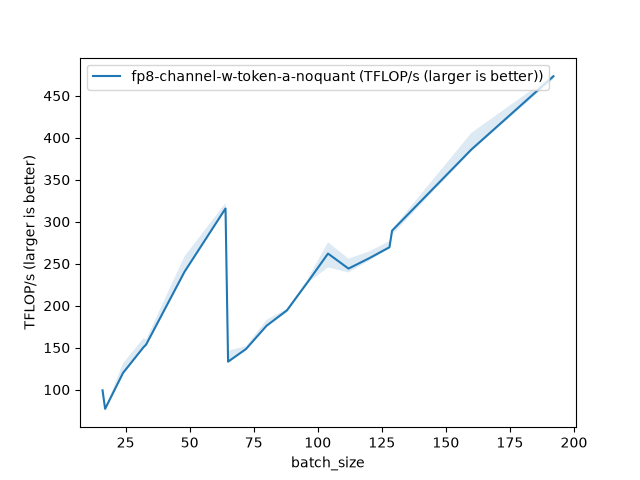 fp8-channel-w-token-a-noquant (TFLOP/s (larger is better))
TFLOP/s (larger is better)
450
400
350
300
250
200
150
100
25 50 75 100 125 150 175 200
batch_size